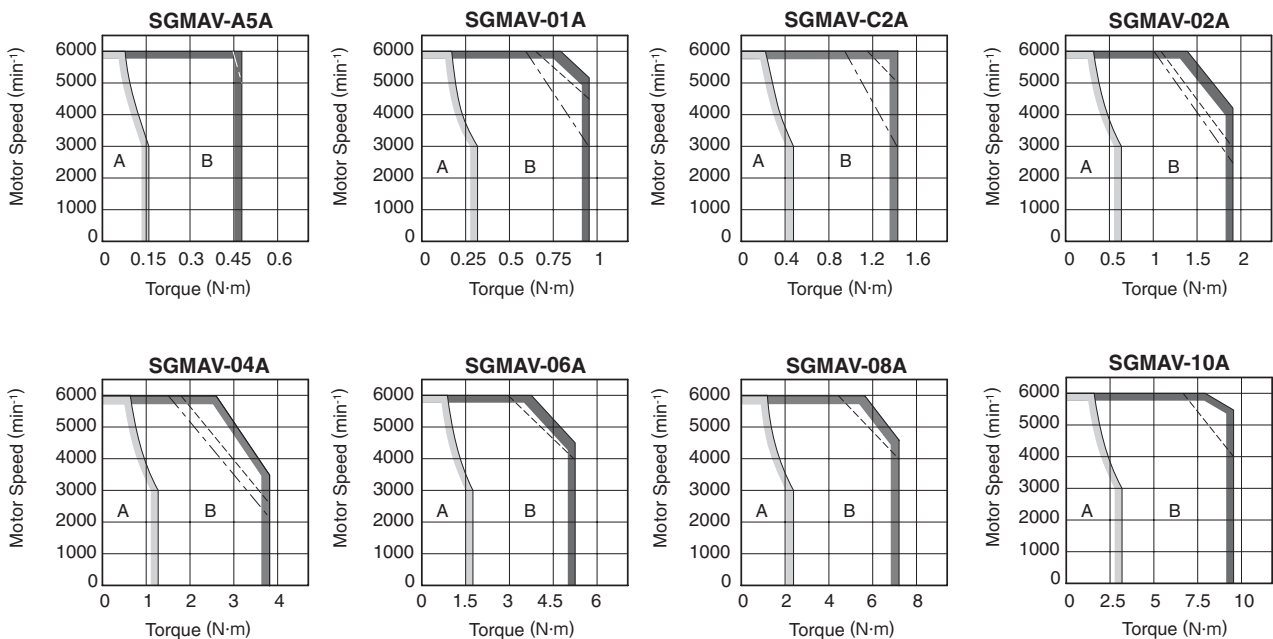 SGMAV-A5A
Motor Speed (min-1)
6000
5000
4000
3000
2000
1000
0
A
B
0 0.15 0.3 0.45 0.6
Torque (N·m)
SGMAV-01A
Motor Speed (min-1)
6000
5000
4000
3000
2000
1000
0
A
B
0 0.25 0.5 0.75 1
Torque (N·m)
SGMAV-C2A
Motor Speed (min-1)
6000
5000
4000
3000
2000
1000
0
A
B
0 0.4 0.8 1.2 1.6
Torque (N·m)
SGMAV-02A
Motor Speed (min-1)
6000
5000
4000
3000
2000
1000
0
A
B
0 0.5 1 1.5 2
Torque (N·m)
SGMAV-04A
Motor Speed (min-1)
6000
5000
4000
3000
2000
1000
0
A
B
0 1 2 3 4
Torque (N·m)
SGMAV-06A
Motor Speed (min-1)
6000
5000
4000
3000
2000
1000
0
A
B
0 1.5 3 4.5 6
Torque (N·m)
SGMAV-08A
Motor Speed (min-1)
6000
5000
4000
3000
2000
1000
0
A
B
0 2 4 6 8
Torque (N·m)
SGMAV-10A
Motor Speed (min-1)
6000
5000
4000
3000
2000
1000
0
A
B
0 2.5 5 7.5 10
Torque (N·m)